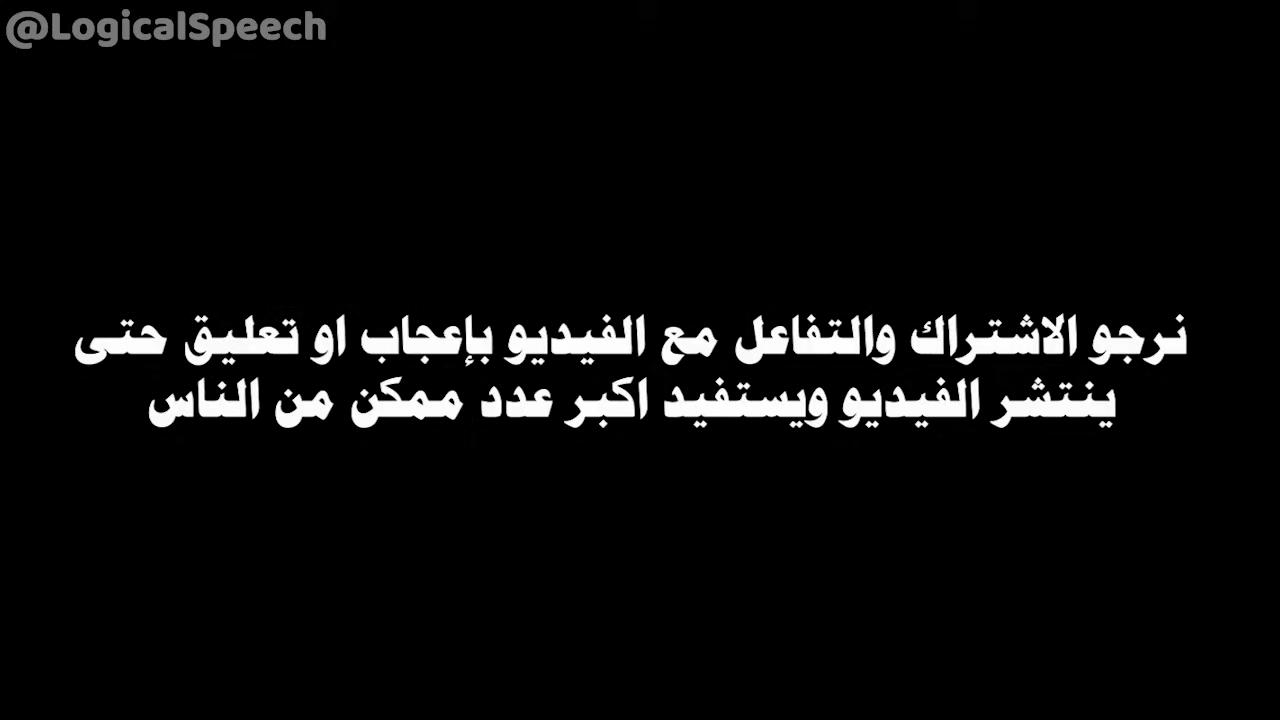 @LogicalSpeech
نرجو الاشتراك والتفاعل مع الفيديو بإعجاب او تعليق حتى
ينتشر الفيديو ويستفيد اكبر عدد ممكن من الناس